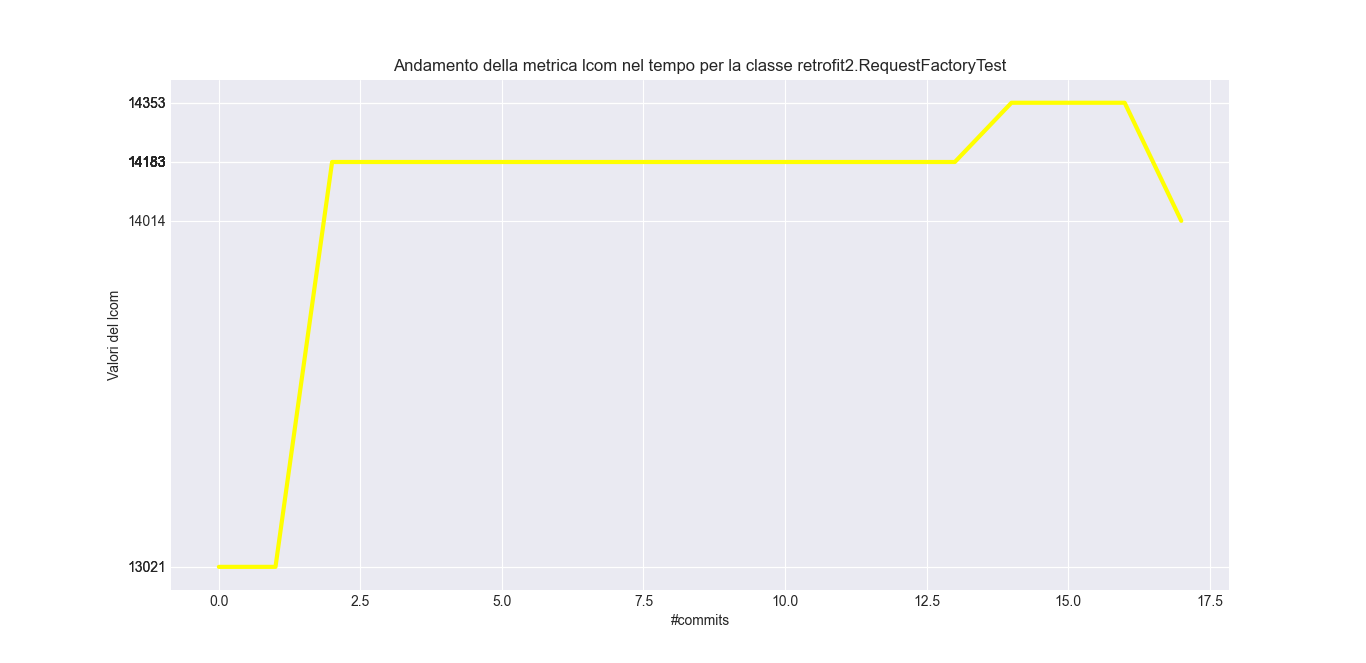 Andamento della metrica lcom nel tempo per la classe retrofit2.RequestFactoryTest
14353
14183
14014
13021
Valori del lcom
0.0 2.5 5.0 7.5 10.0 12.5 15.0 17.5
#commits